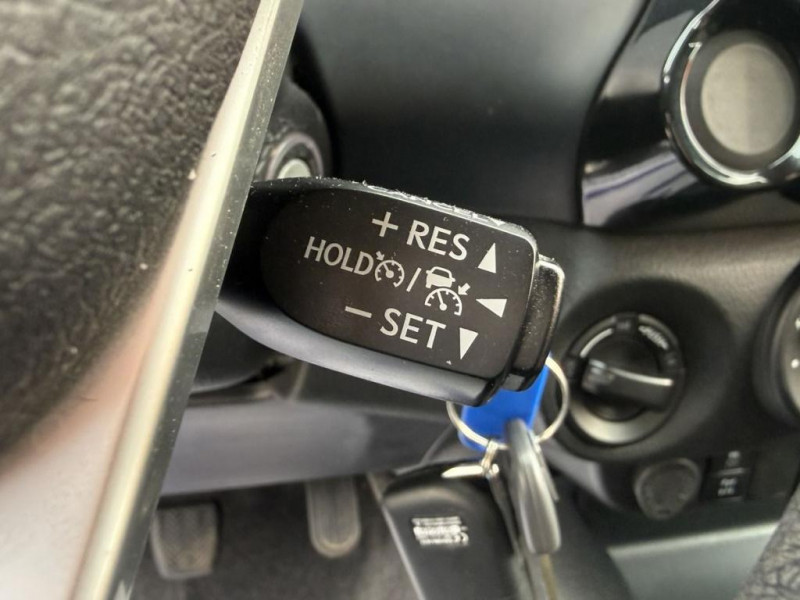 + RES
HOLD /
- SET